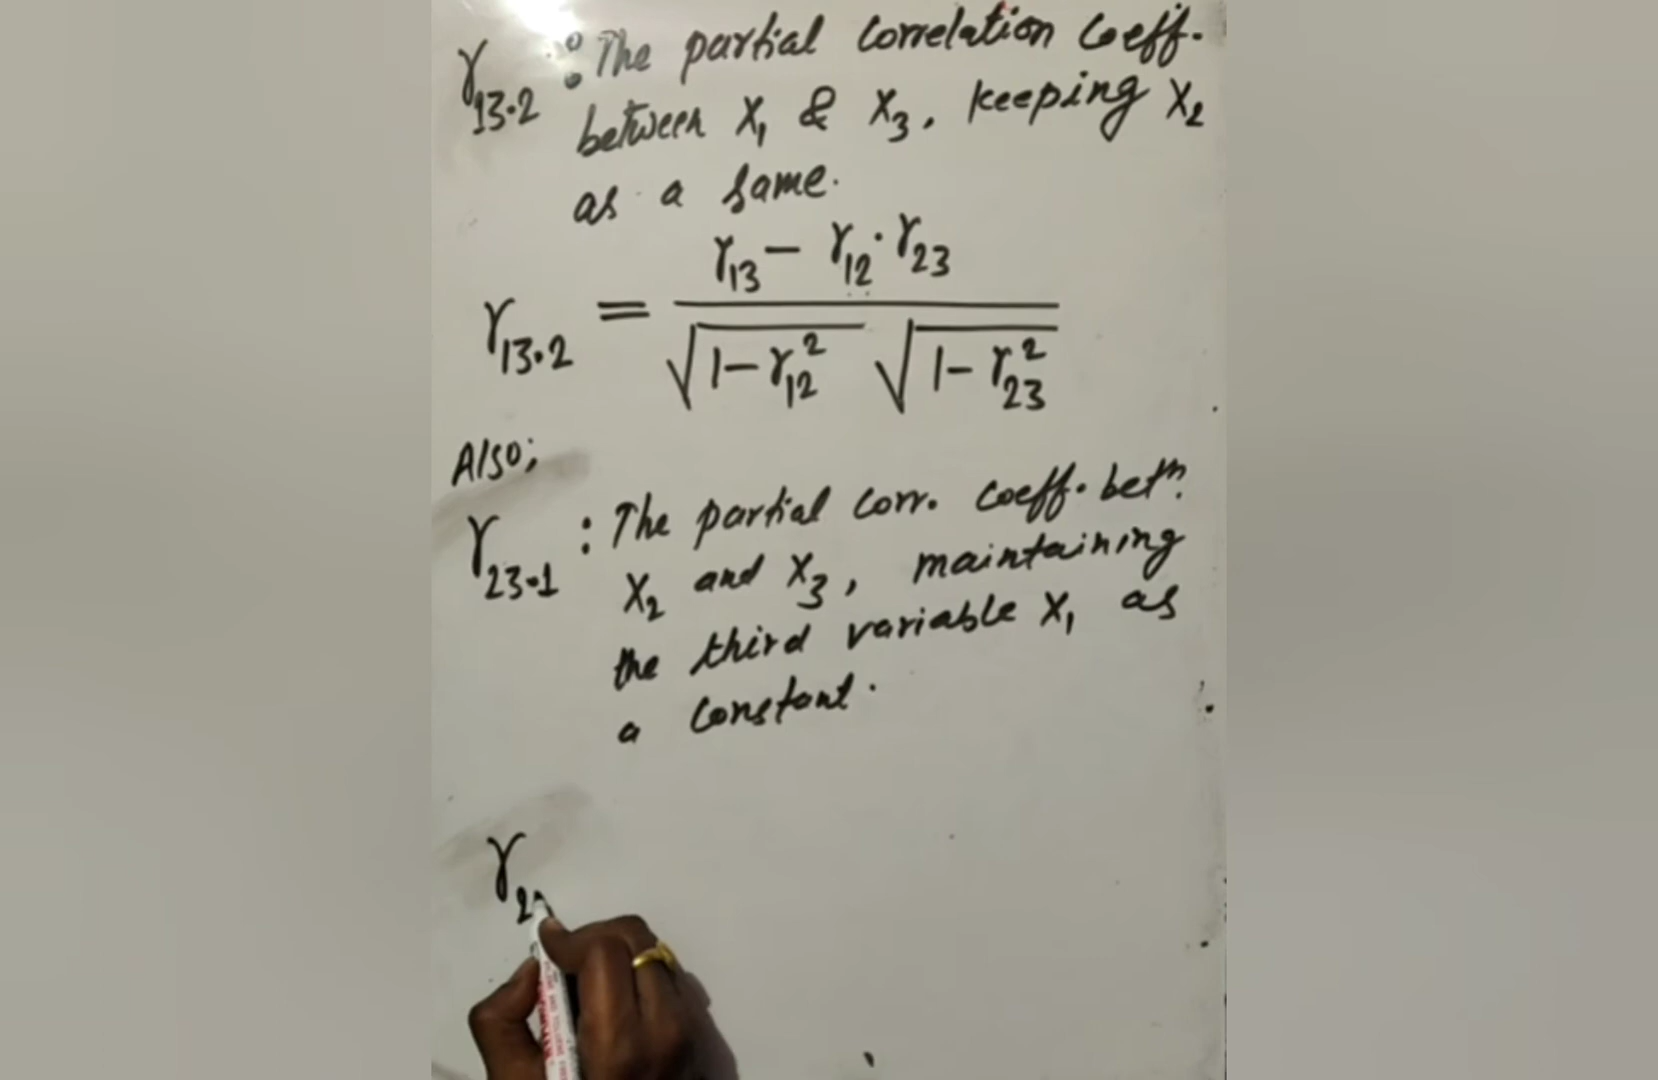 r₁₃.₂ : The partial Correlation Coeff.
between X₁ & X₃, keeping X₂
as a same.
r₁₃.₂ = (r₁₃ – r₁₂ . r₂₃) / (√(1 – r₁₂²) √(1 – r₂₃²))
Also;
r₂₃.₁ : The partial Corr. Coeff. betⁿ.
X₂ and X₃, maintaining
the third variable X₁ as
a Constant.
r₂